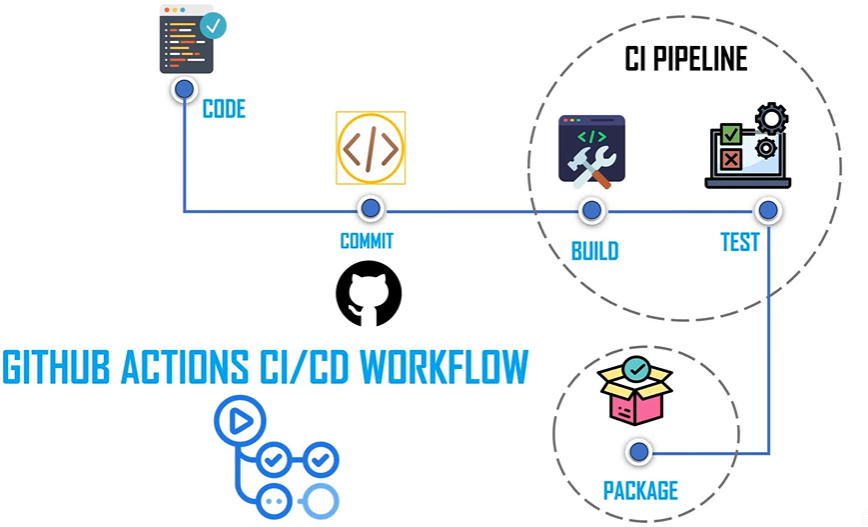 CI PIPELINE
CODE
COMMIT
BUILD
TEST
GITHUB ACTIONS CI/CD WORKFLOW
PACKAGE